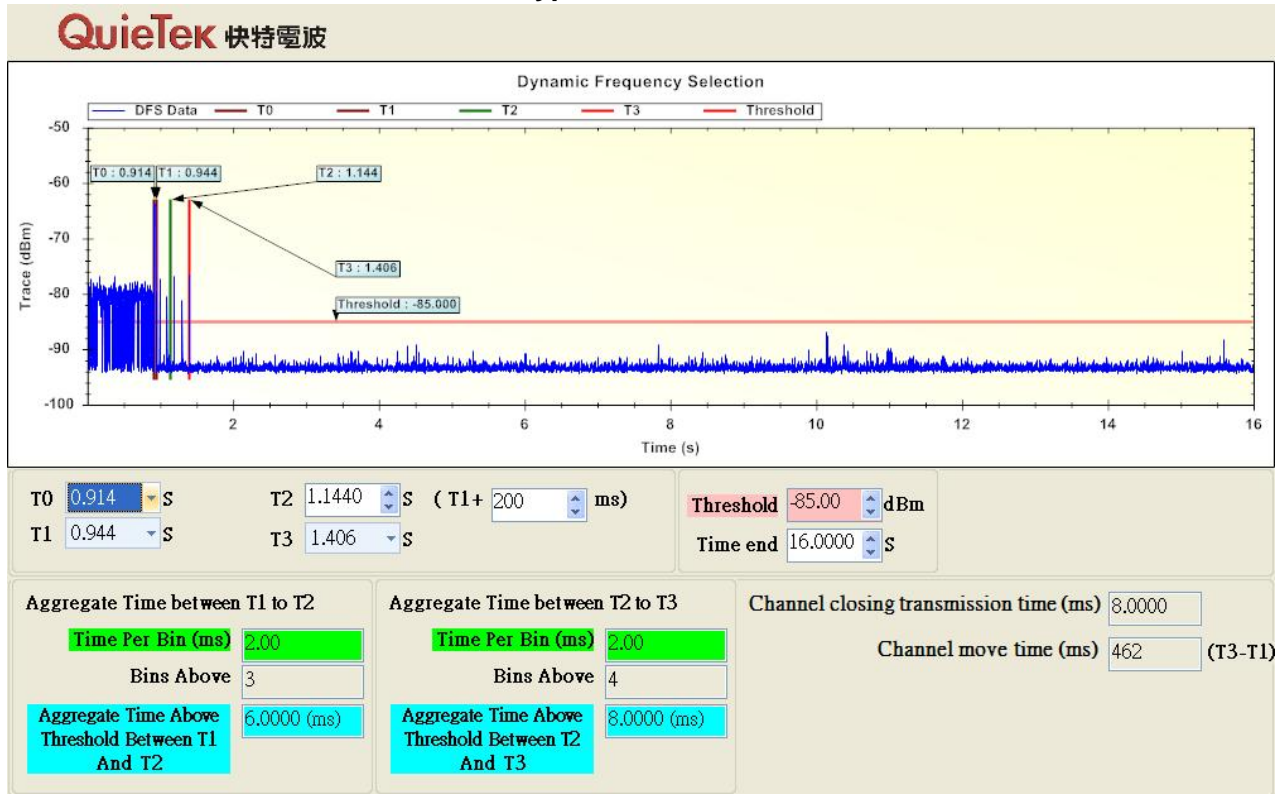 QuieTek 快特電波
Dynamic Frequency Selection
DFS Data T0 T1 T2 T3 Threshold
-50
-60
-70
-80
-90
-100
Trace (dBm)
T0 : 0.914 T1 : 0.944 T2 : 1.144
T3 : 1.406
Threshold : -85.000
2 4 6 8 10 12 14 16
Time (s)
T0 0.914 S T2 1.1440 S ( T1+ 200 ms) Threshold -85.00 dBm
T1 0.944 S T3 1.406 S Time end 16.0000 S
Aggregate Time between T1 to T2
Time Per Bin (ms) 2.00
Bins Above 3
Aggregate Time Above
Threshold Between T1
And T2
6.0000 (ms)
Aggregate Time between T2 to T3
Time Per Bin (ms) 2.00
Bins Above 4
Aggregate Time Above
Threshold Between T2
And T3
8.0000 (ms)
Channel closing transmission time (ms) 8.0000
Channel move time (ms) 462 (T3-T1)